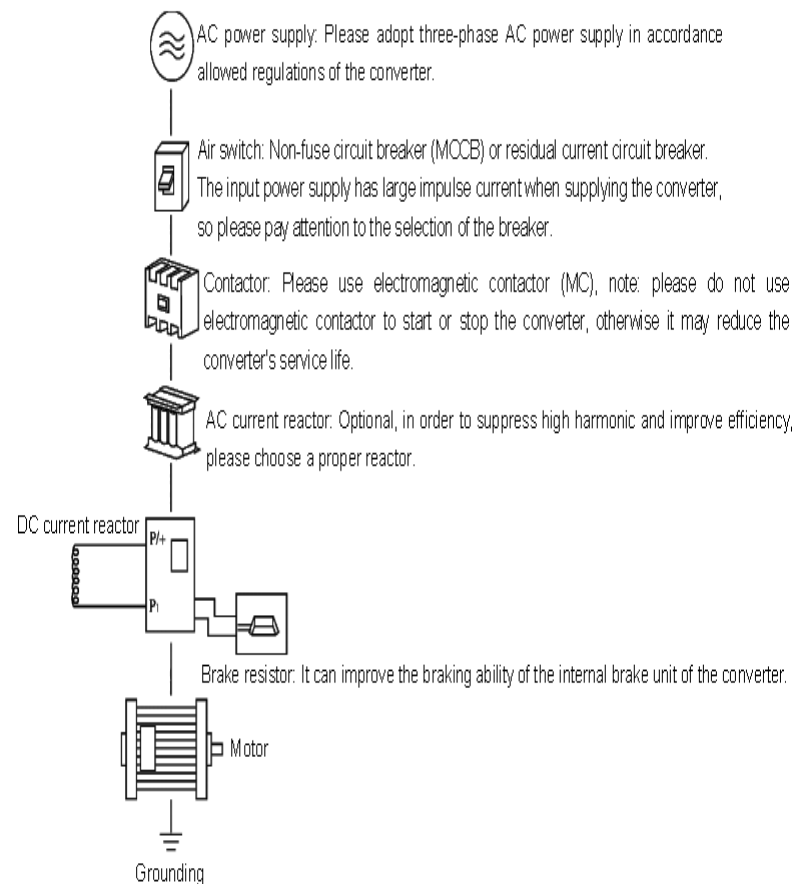 AC power supply: Please adopt three-phase AC power supply in accordance
allowed regulations of the converter.
Air switch: Non-fuse circuit breaker (MCCB) or residual current circuit breaker.
The input power supply has large impulse current when supplying the converter,
so please pay attention to the selection of the breaker.
Contactor: Please use electromagnetic contactor (MC), note: please do not use
electromagnetic contactor to start or stop the converter, otherwise it may reduce the
converter's service life.
AC current reactor: Optional, in order to suppress high harmonic and improve efficiency,
please choose a proper reactor.
DC current reactor
P/+
P1
Brake resistor: It can improve the braking ability of the internal brake unit of the converter.
Motor
Grounding